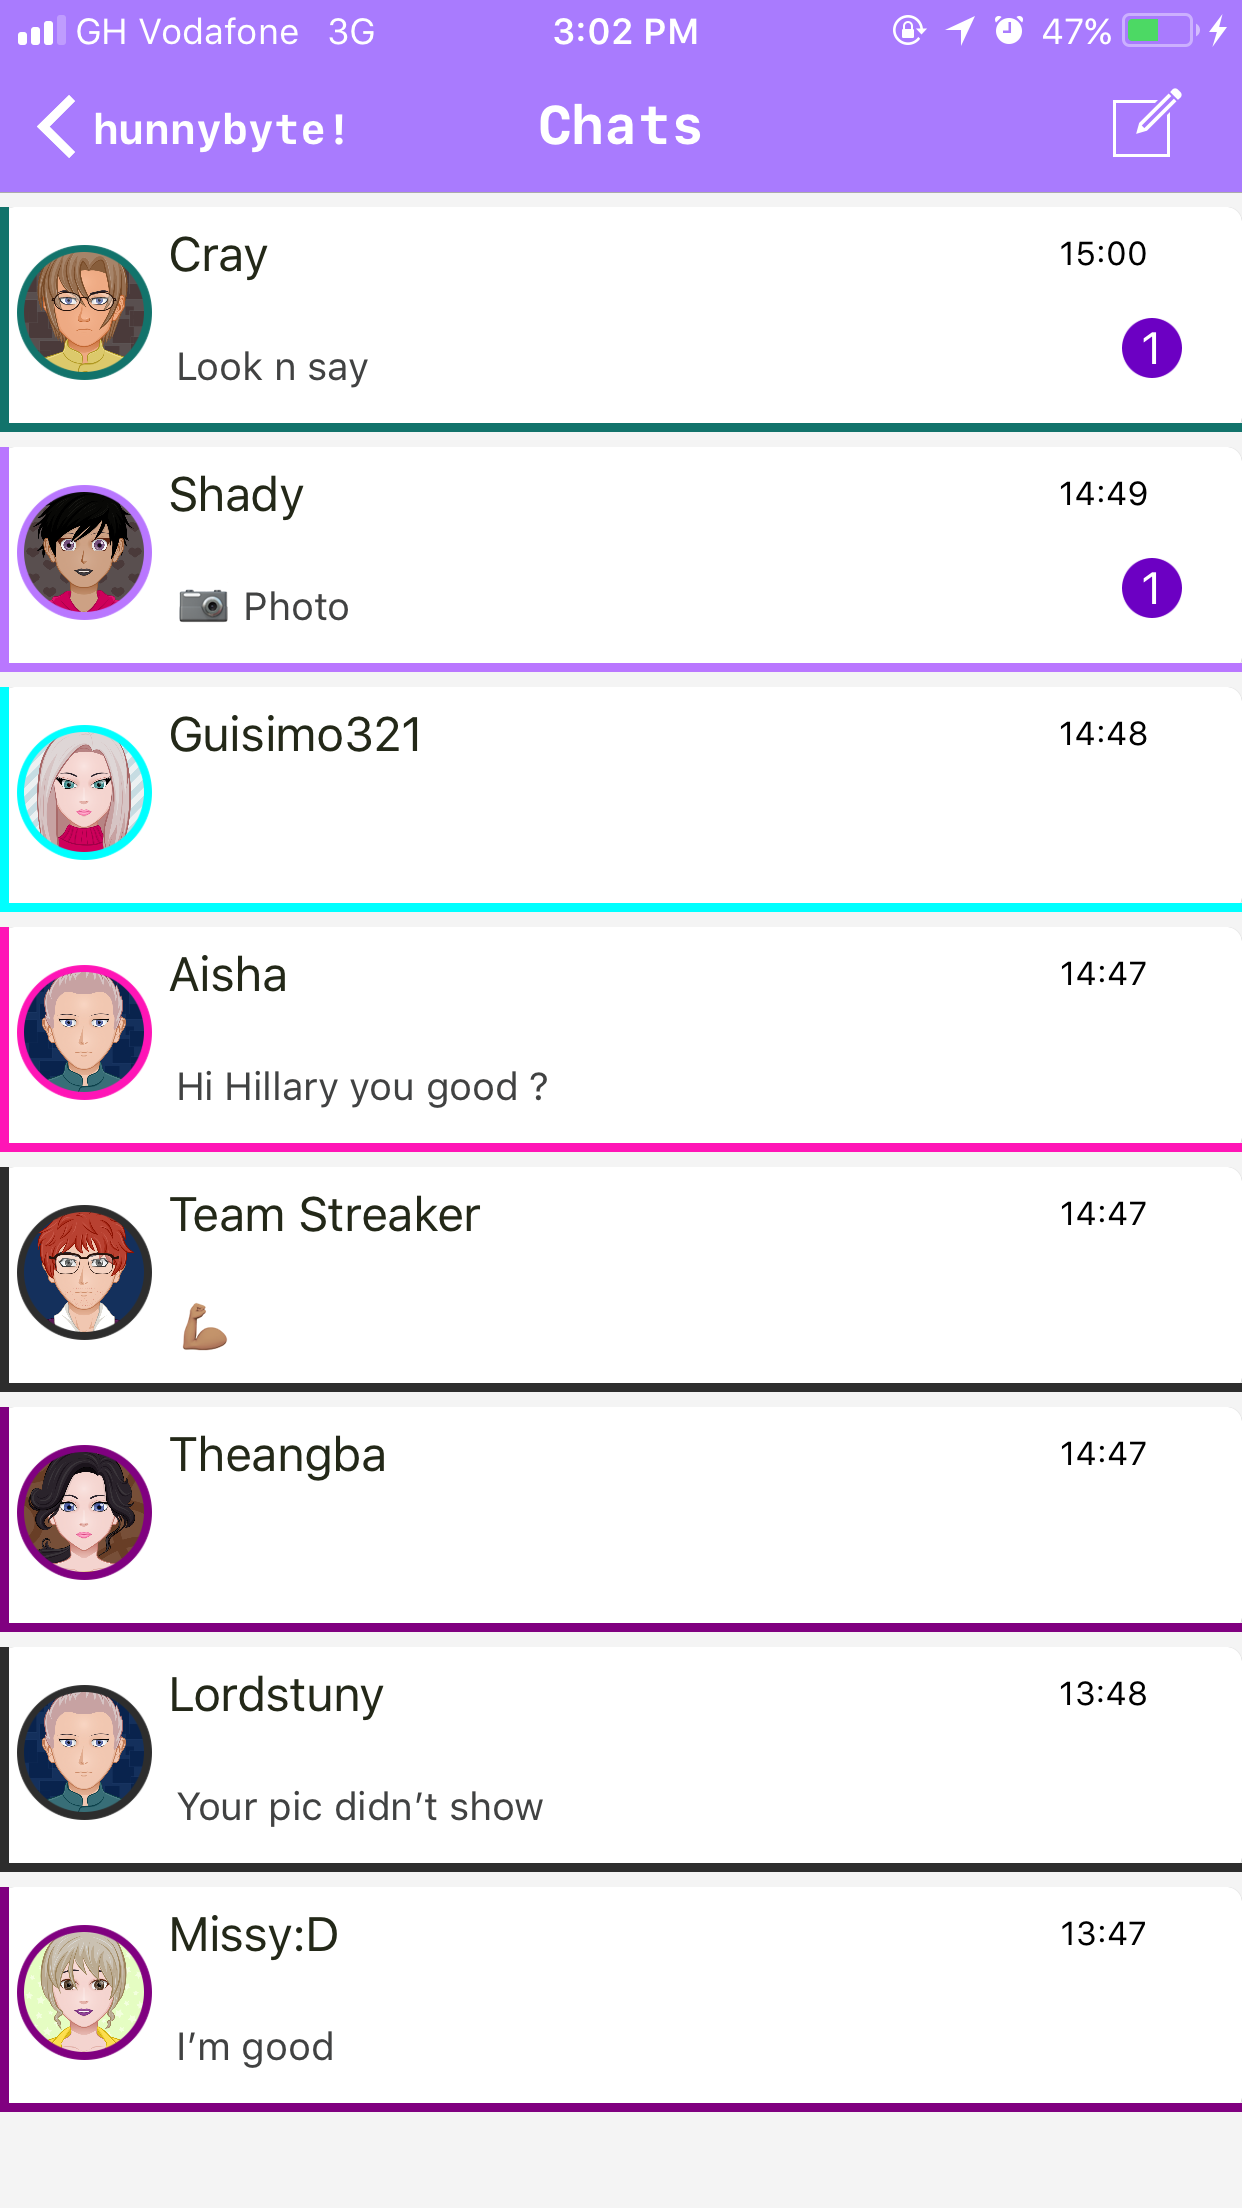 GH Vodafone 3G 3:02 PM 47%
hunnybyte! Chats
Cray 15:00
Look n say 1
Shady 14:49
📷 Photo 1
Guisimo321 14:48
Aisha 14:47
Hi Hillary you good ?
Team Streaker 14:47
💪🏽
Theangba 14:47
Lordstuny 13:48
Your pic didn’t show
Missy:D 13:47
I’m good